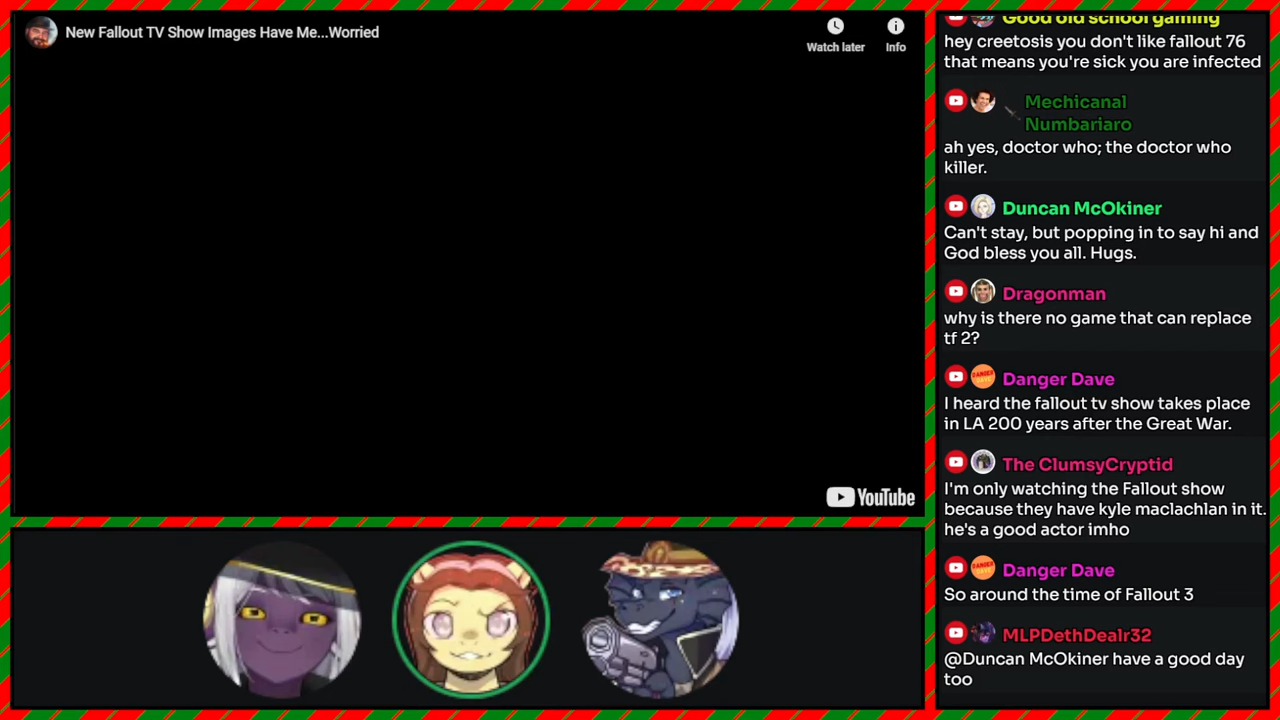 New Fallout TV Show Images Have Me...Worried
Watch later
Info
YouTube
Good old school gaming
hey creetosis you don't like fallout 76
that means you're sick you are infected
Mechicanal
Numbariaro
ah yes, doctor who; the doctor who
killer.
Duncan McOkiner
Can't stay, but popping in to say hi and
God bless you all. Hugs.
Dragonman
why is there no game that can replace
tf 2?
DANGER
DAVE
Danger Dave
I heard the fallout tv show takes place
in LA 200 years after the Great War.
The ClumsyCryptid
I'm only watching the Fallout show
because they have kyle maclachlan in it.
he's a good actor imho
DANGER
DAVE
Danger Dave
So around the time of Fallout 3
MLPDethDealr32
@Duncan McOkiner have a good day
too